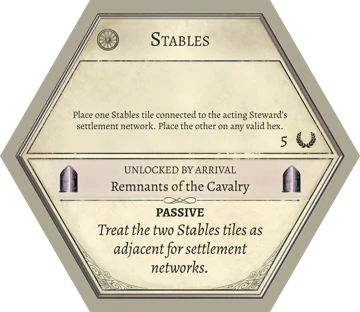 STABLES
Place one Stables tile connected to the acting Steward's
settlement network. Place the other on any valid hex.
5
UNLOCKED BY ARRIVAL
Remnants of the Cavalry
PASSIVE
Treat the two Stables tiles as
adjacent for settlement
networks.